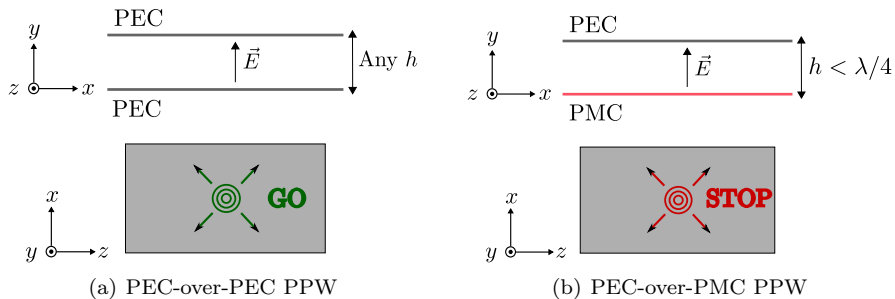 PEC
y
E⃗
Any h
z
x
PEC
x
GO
y
z
(a) PEC-over-PEC PPW
PEC
y
E⃗
h < λ/4
z
x
PMC
x
STOP
y
z
(b) PEC-over-PMC PPW